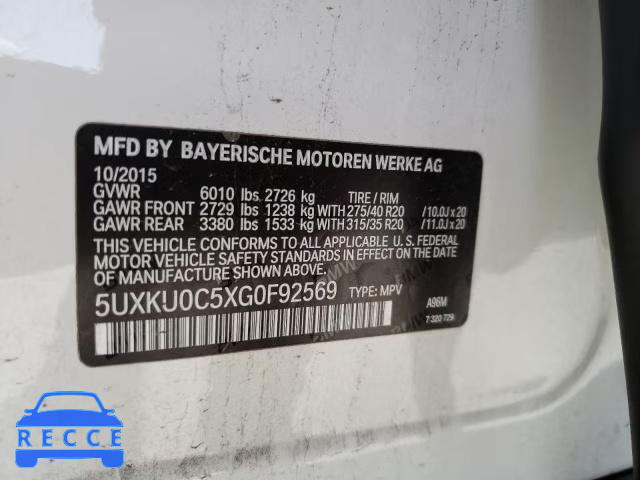 MFD BY BAYERISCHE MOTOREN WERKE AG
10/2015
GVWR 6010 lbs 2726 kg TIRE / RIM
GAWR FRONT 2729 lbs 1238 kg WITH 275/40 R20 /10.0J x 20
GAWR REAR 3380 lbs 1533 kg WITH 315/35 R20 /11.0J x 20
THIS VEHICLE CONFORMS TO ALL APPLICABLE U. S. FEDERAL
MOTOR VEHICLE SAFETY STANDARDS IN EFFECT ON THE DATE
OF MANUFACTURE SHOWN ABOVE.
5UXKU0C5XG0F92569 TYPE: MPV
A96M
7 320 729
RECCE